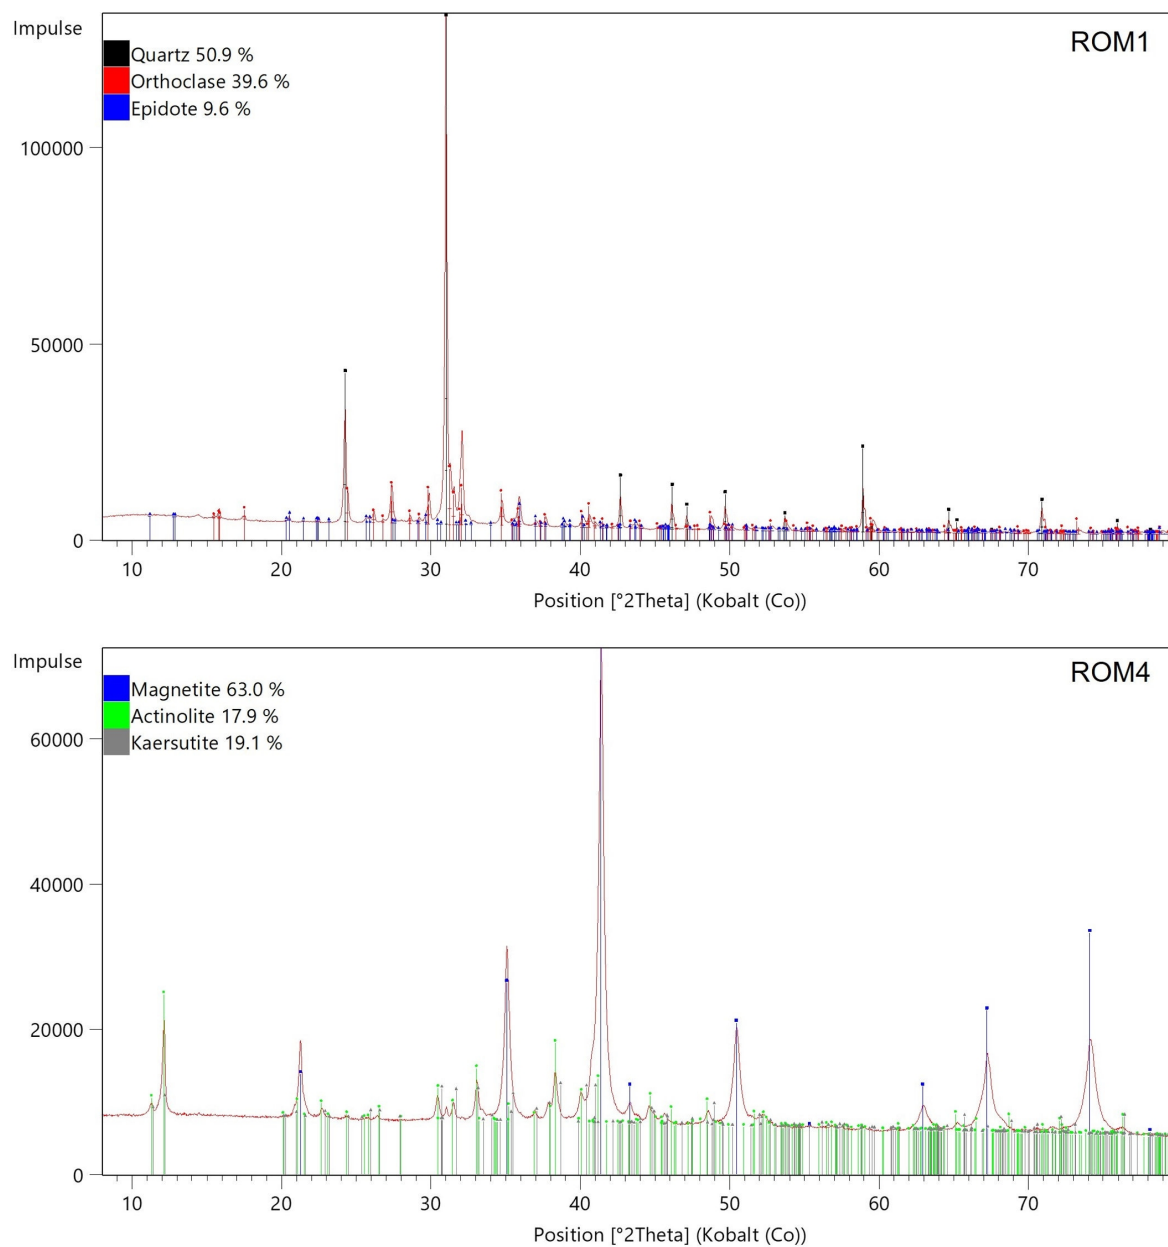 Impulse
ROM1
Quartz 50.9 %
Orthoclase 39.6 %
Epidote 9.6 %
100000
50000
0
10 20 30 40 50 60 70
Position [°2Theta] (Kobalt (Co))
Impulse
ROM4
Magnetite 63.0 %
Actinolite 17.9 %
Kaersutite 19.1 %
60000
40000
20000
0
10 20 30 40 50 60 70
Position [°2Theta] (Kobalt (Co))